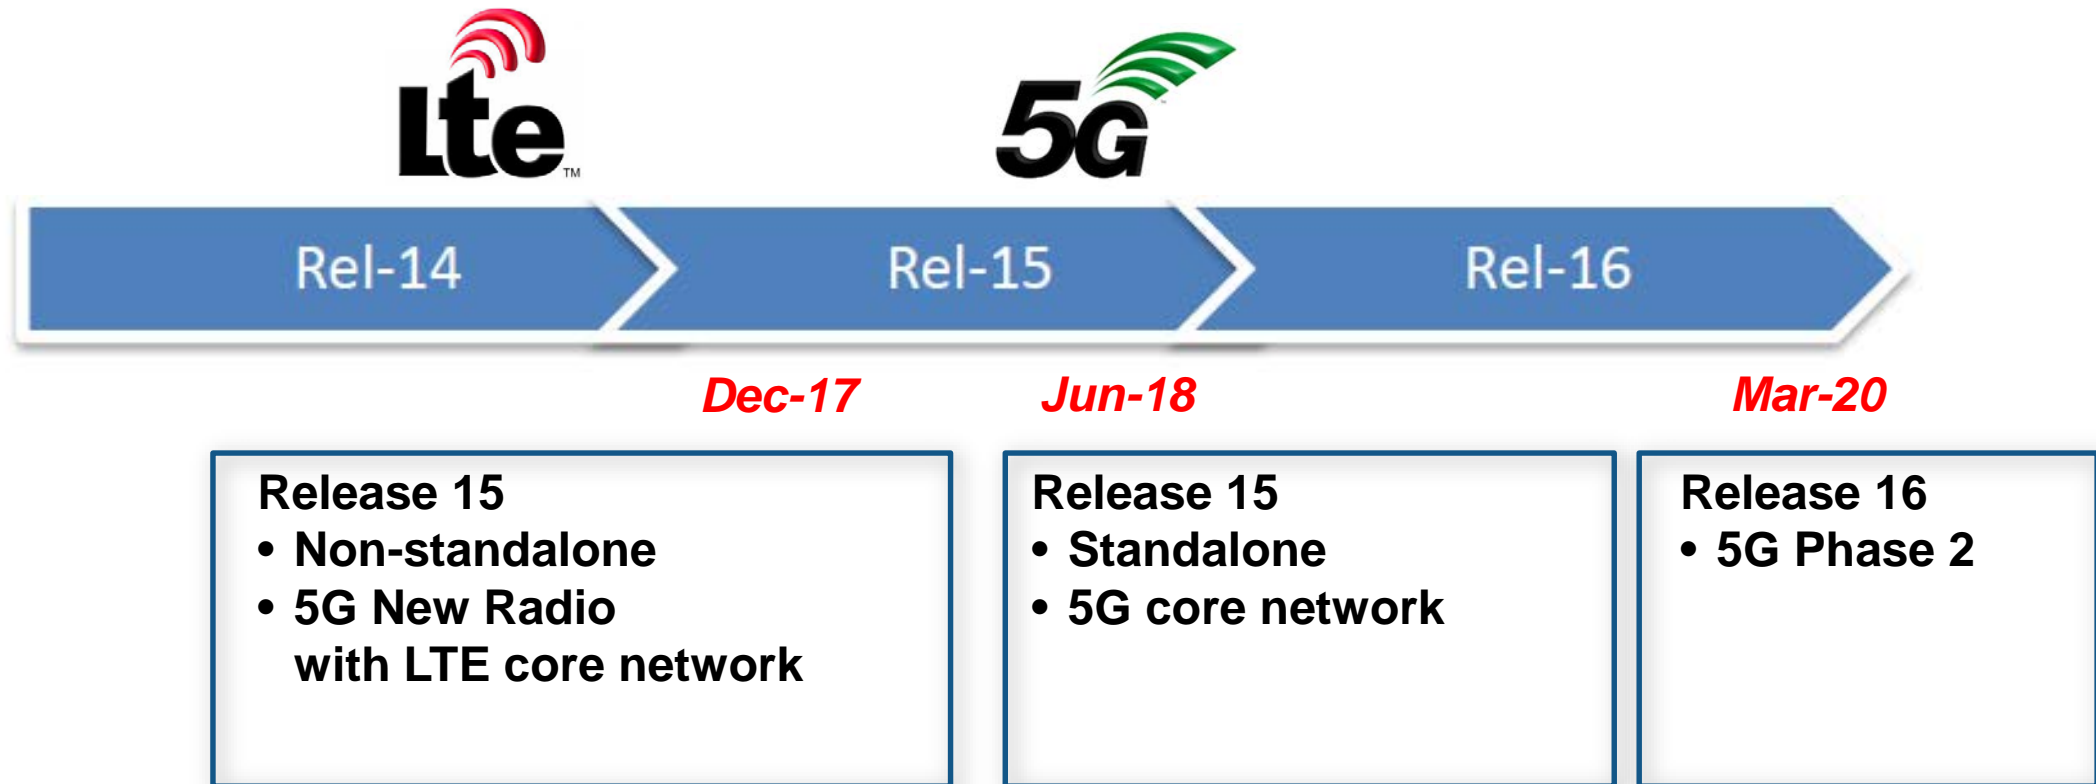 Lte
TM
5G
Rel-14
Rel-15
Rel-16
Dec-17
Jun-18
Mar-20
Release 15
• Non-standalone
• 5G New Radio
with LTE core network
Release 15
• Standalone
• 5G core network
Release 16
• 5G Phase 2